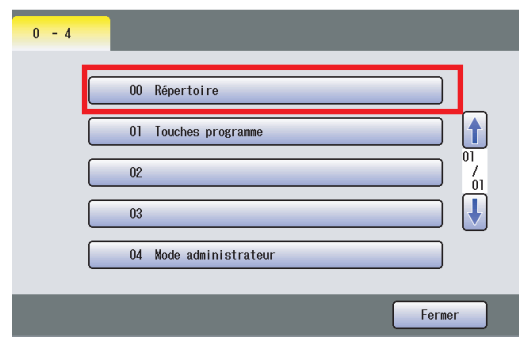 0 - 4
00 Répertoire
01 Touches programme
02
03
04 Mode administrateur
01
/
01
Fermer